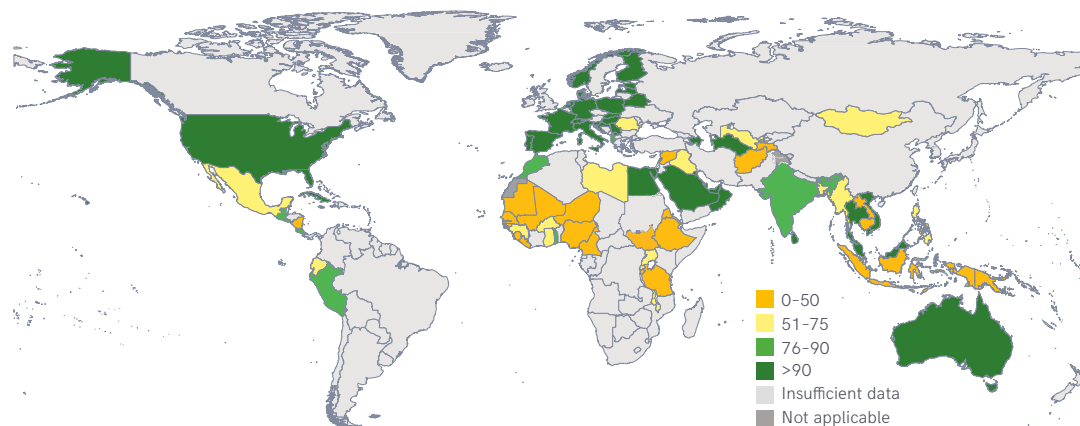 0–50
51–75
76–90
>90
Insufficient data
Not applicable